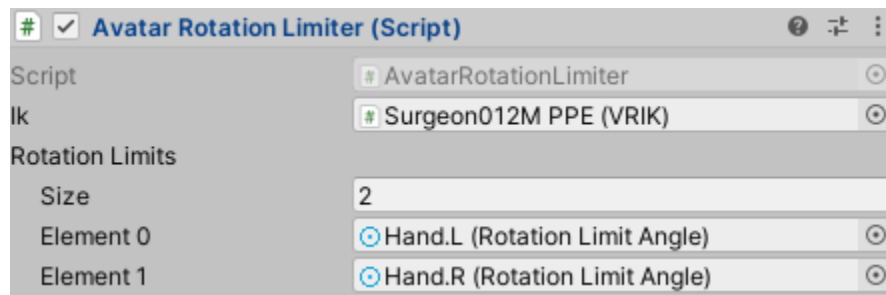 # Avatar Rotation Limiter (Script)
Script # AvatarRotationLimiter
Ik # Surgeon012M PPE (VRIK)
Rotation Limits
Size 2
Element 0 Hand.L (Rotation Limit Angle)
Element 1 Hand.R (Rotation Limit Angle)